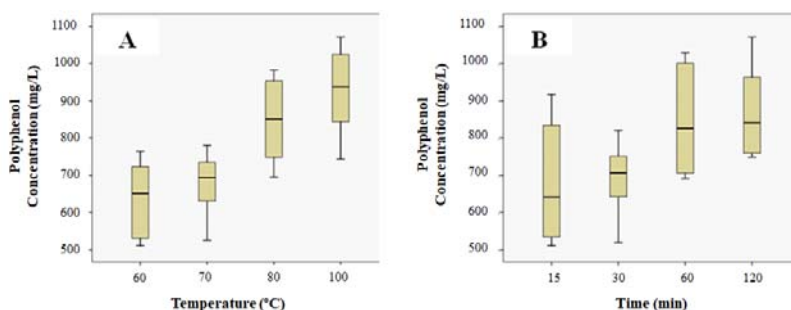 A
Polyphenol
Concentration (mg/L)
1100
1000
900
800
700
600
500
60
70
80
100
Temperature (ºC)
B
Polyphenol
Concentration (mg/L)
1100
1000
900
800
700
600
500
15
30
60
120
Time (min)